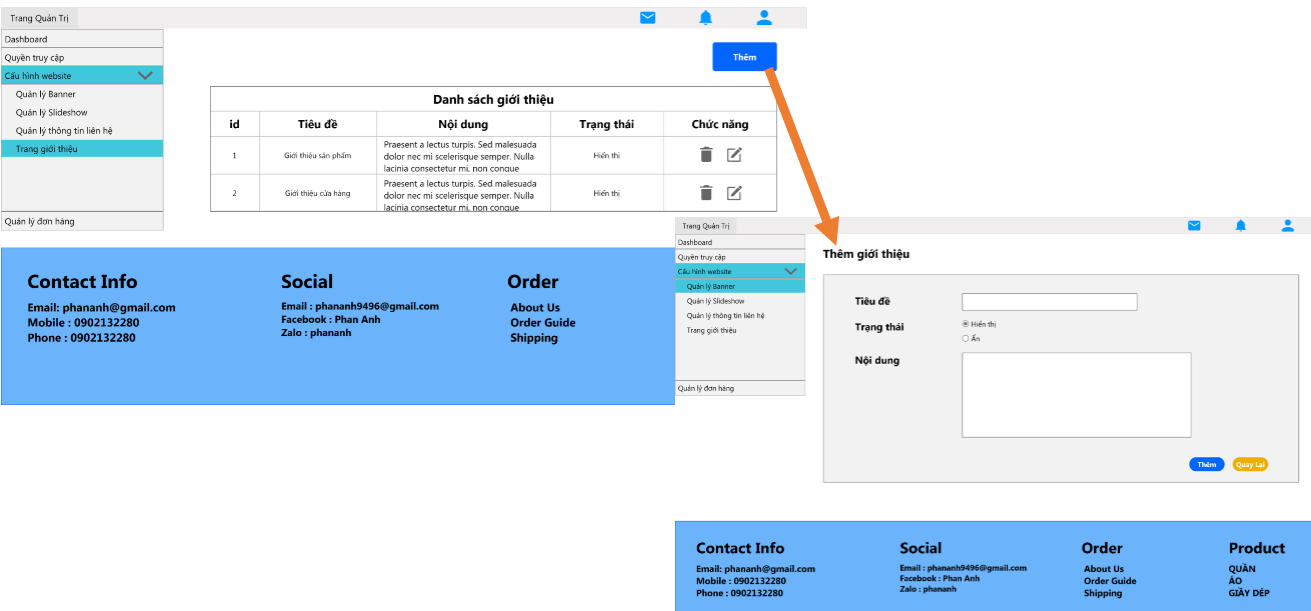 Trang Quản Trị
Dashboard
Quyền truy cập
Cấu hình website
Quản lý Banner
Quản lý Slideshow
Quản lý thông tin liên hệ
Trang giới thiệu
Quản lý đơn hàng
Thêm
Danh sách giới thiệu
id Tiêu đề Nội dung Trạng thái Chức năng
1 Giới thiệu sản phẩm Praesent a lectus turpis. Sed malesuada Hiển thị
dolor nec mi scelerisque semper. Nulla
lacinia consectetur mi, non congue
2 Giới thiệu cửa hàng Praesent a lectus turpis. Sed malesuada Hiển thị
dolor nec mi scelerisque semper. Nulla
lacinia consectetur mi, non congue
Contact Info
Email: phananh@gmail.com
Mobile : 0902132280
Phone : 0902132280
Social
Email : phananh9496@gmail.com
Facebook : Phan Anh
Zalo : phananh
Order
About Us
Order Guide
Shipping
Trang Quản Trị
Dashboard
Quyền truy cập
Cấu hình website
Quản lý Banner
Quản lý Slideshow
Quản lý thông tin liên hệ
Trang giới thiệu
Quản lý đơn hàng
Thêm giới thiệu
Tiêu đề
Trạng thái
Hiển thị
Ẩn
Nội dung
Thêm
Quay Lại
Contact Info
Email: phananh@gmail.com
Mobile : 0902132280
Phone : 0902132280
Social
Email : phananh9496@gmail.com
Facebook : Phan Anh
Zalo : phananh
Order
About Us
Order Guide
Shipping
Product
QUẦN
ÁO
GIẦY DÉP